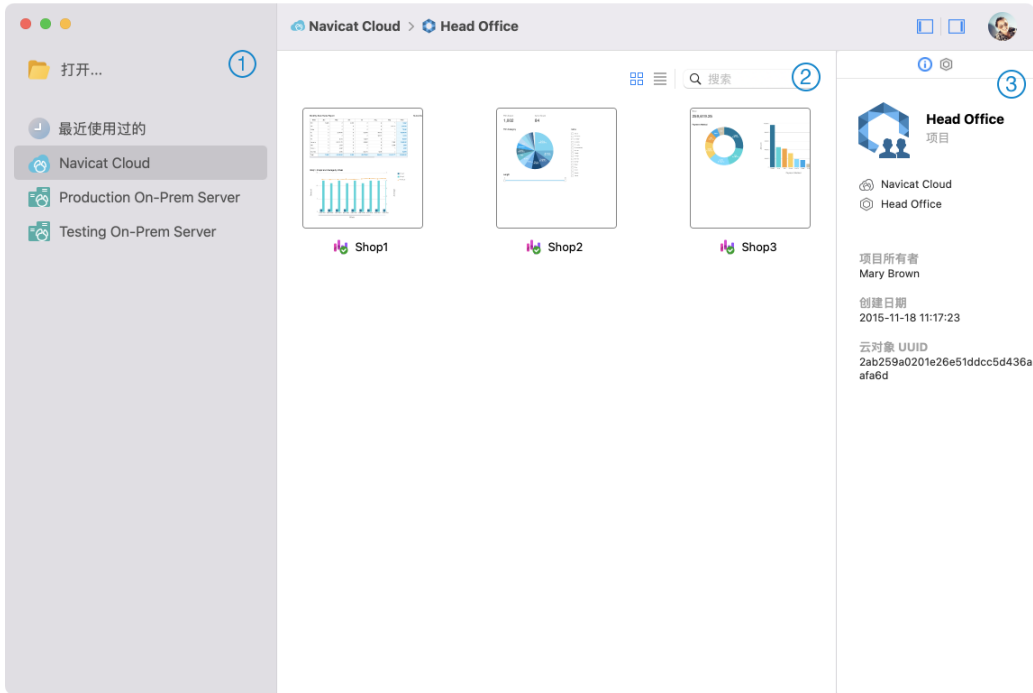 Navicat Cloud > Head Office
打开...
1
最近使用过的
Navicat Cloud
Production On-Prem Server
Testing On-Prem Server
搜索
2
Shop1
Shop2
Shop3
3
Head Office
项目
Navicat Cloud
Head Office
项目所有者
Mary Brown
创建日期
2015-11-18 11:17:23
云对象 UUID
2ab259a0201e26e51ddcc5d436a
afa6d